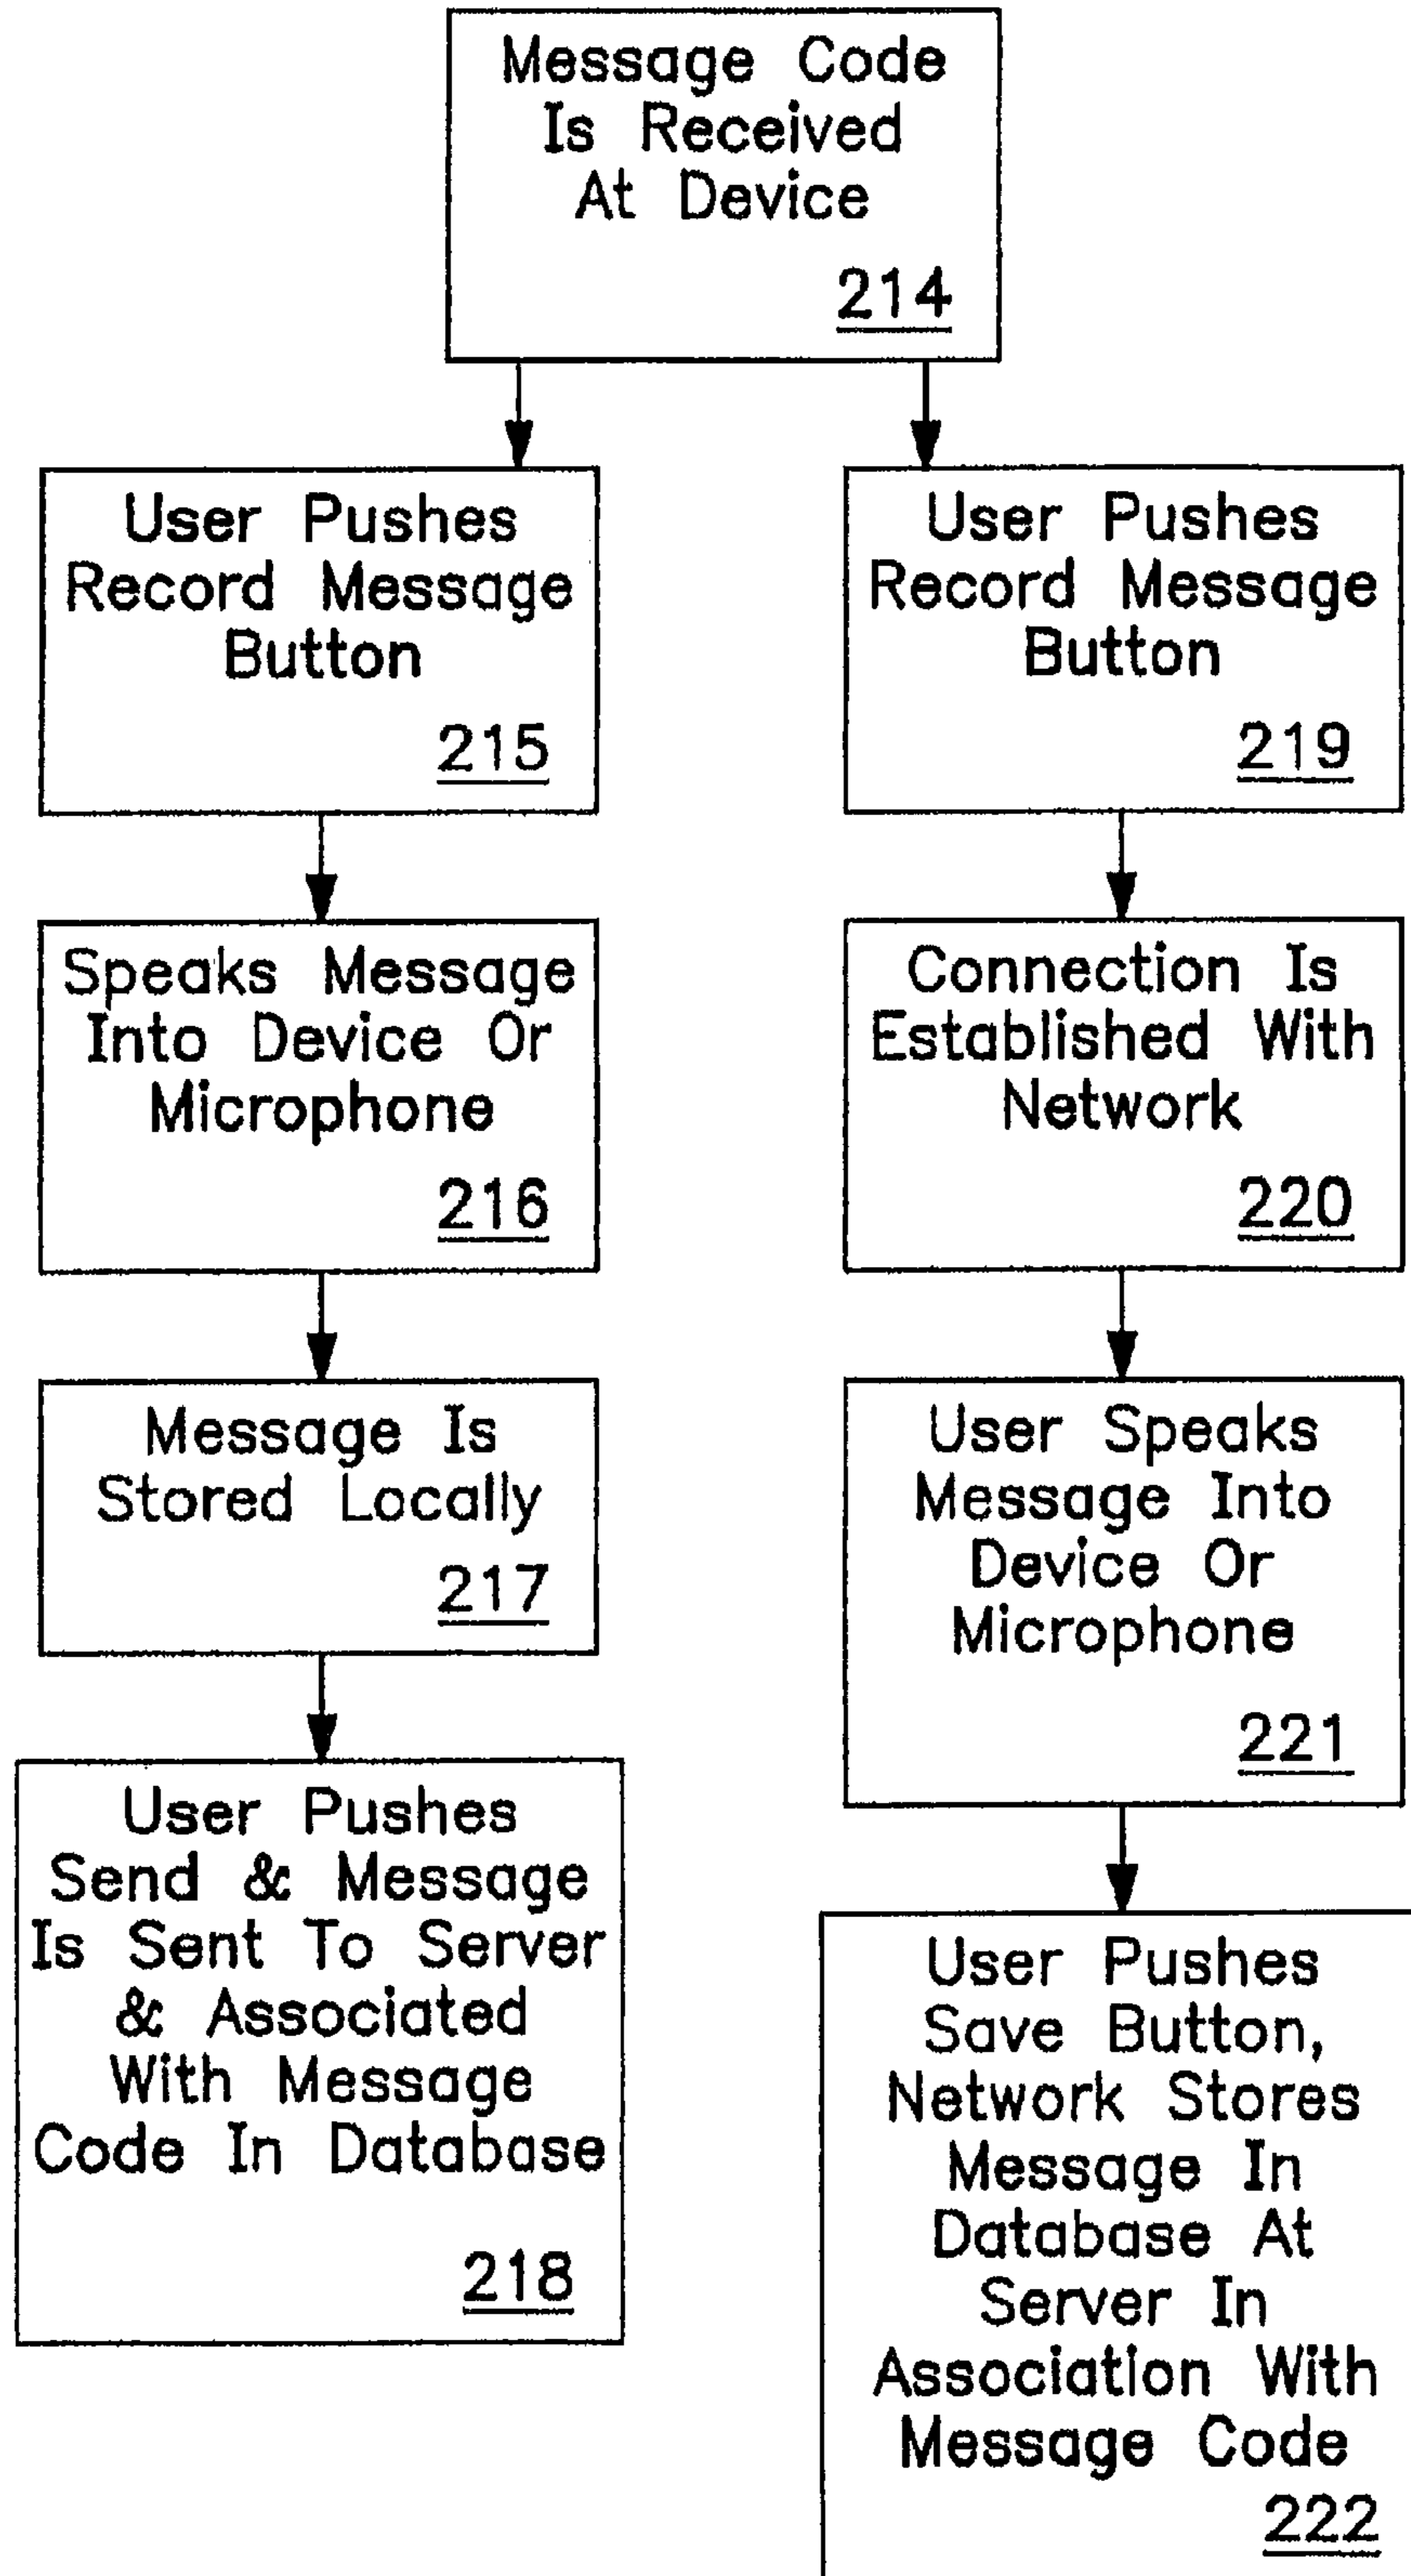 Message Code
Is Received
At Device
214
User Pushes
Record Message
Button
215
Speaks Message
Into Device Or
Microphone
216
Message Is
Stored Locally
217
User Pushes
Send & Message
Is Sent To Server
& Associated
With Message
Code In Database
218
User Pushes
Record Message
Button
219
Connection Is
Established With
Network
220
User Speaks
Message Into
Device Or
Microphone
221
User Pushes
Save Button,
Network Stores
Message In
Database At
Server In
Association With
Message Code
222